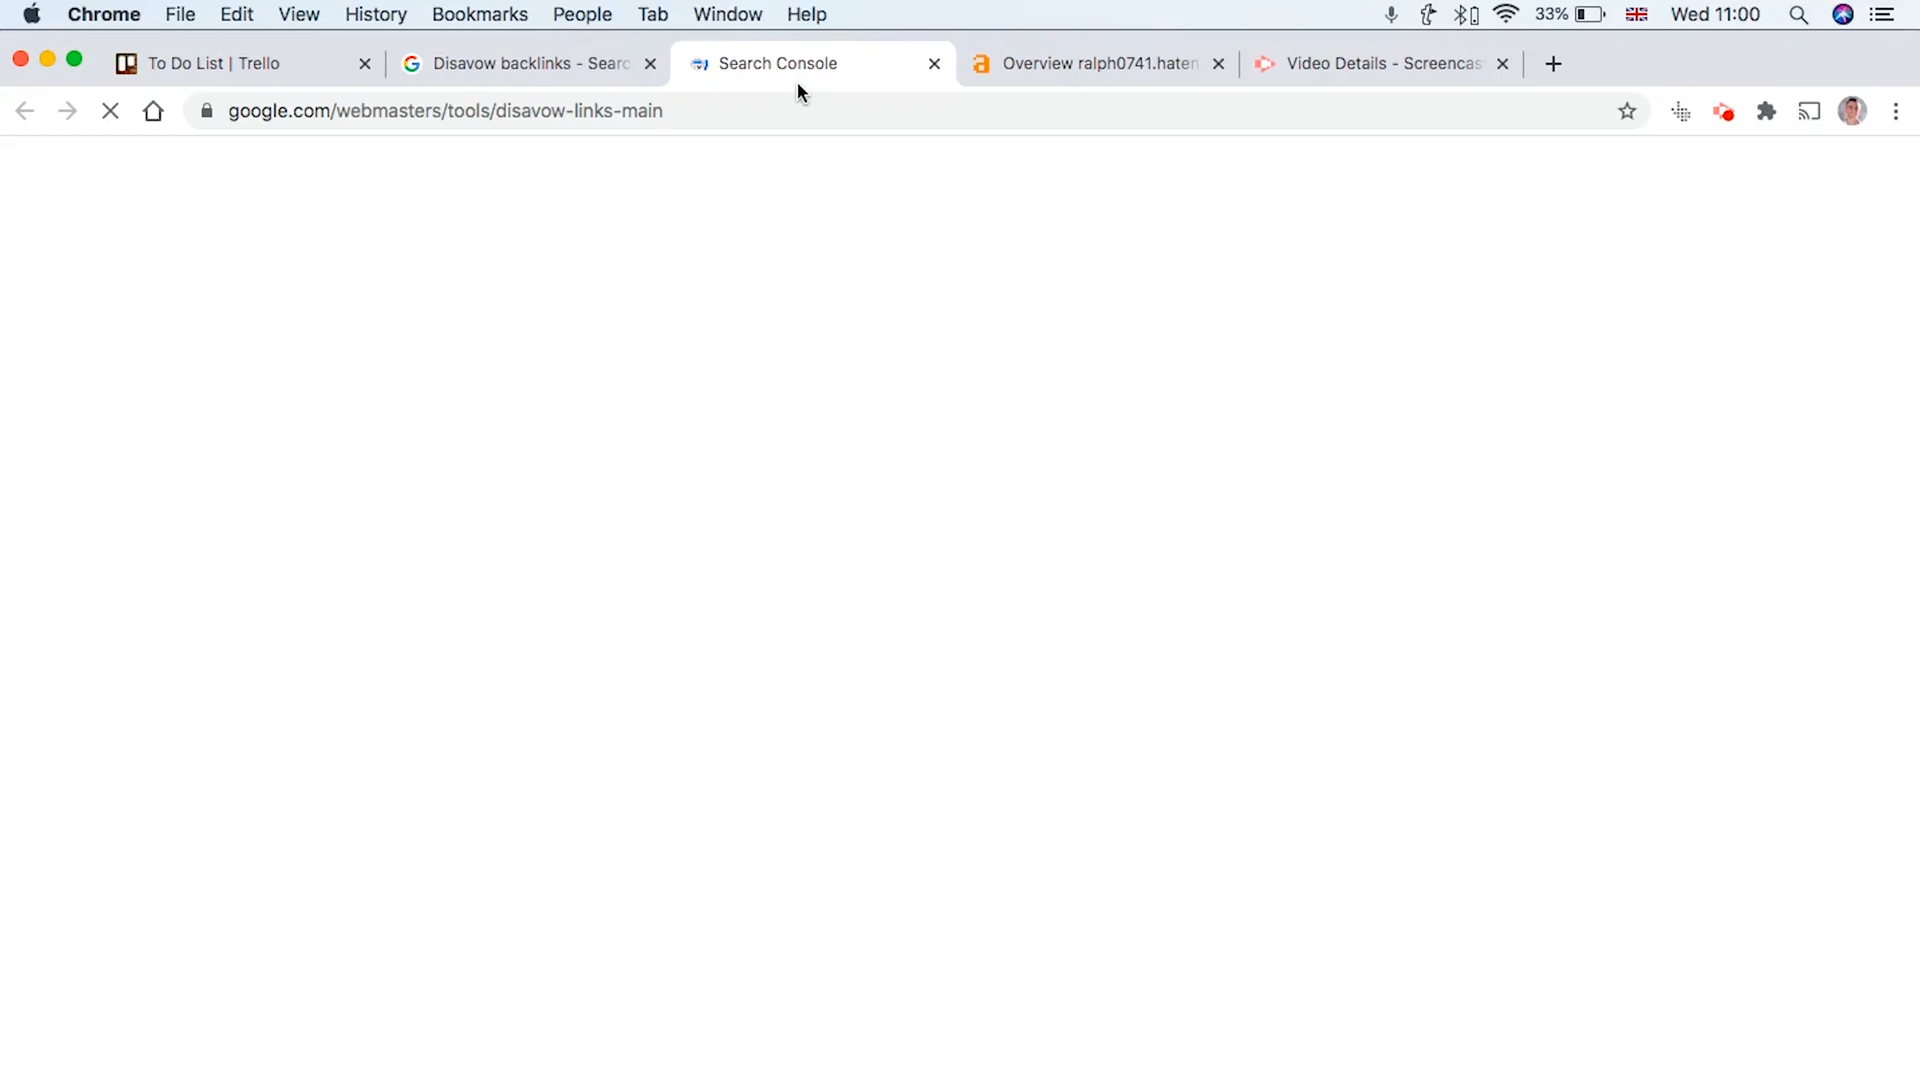 Chrome File Edit View History Bookmarks People Tab Window Help 33% Wed 11:00
To Do List | Trello Disavow backlinks - Searc Search Console Overview ralph0741.haten Video Details - Screencas
google.com/webmasters/tools/disavow-links-main